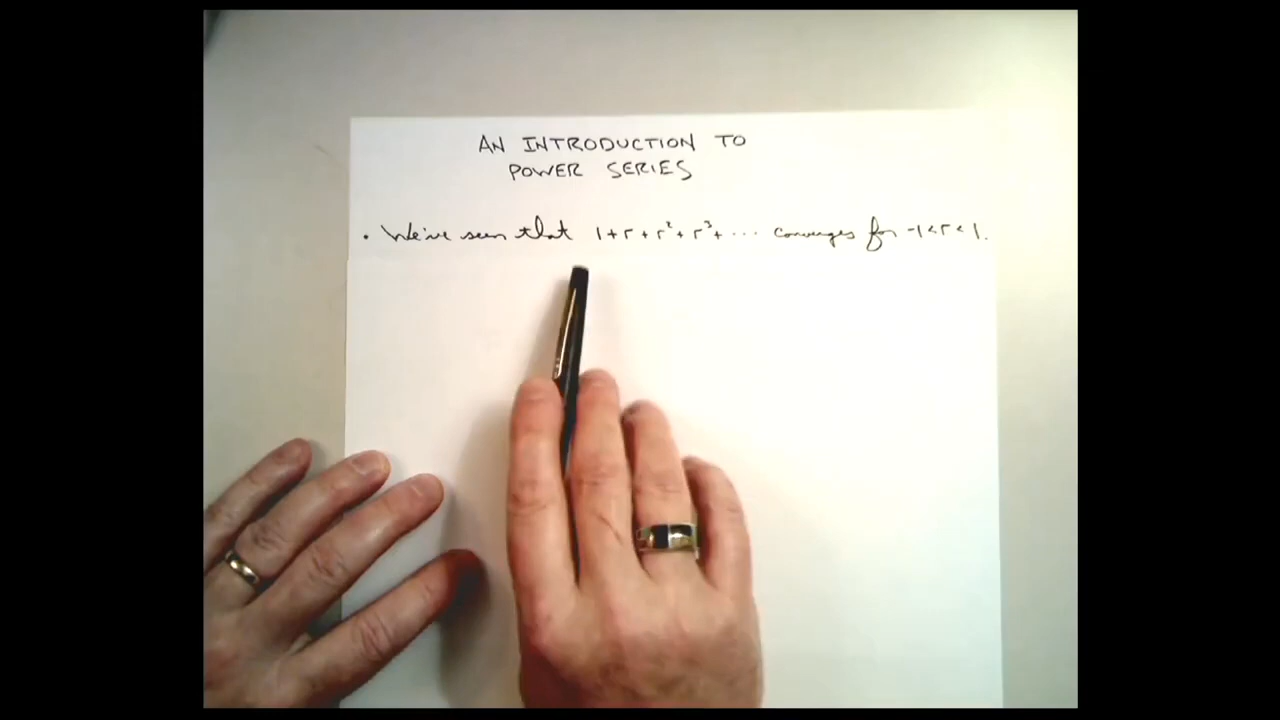 AN INTRODUCTION TO
POWER SERIES
• We've seen that 1+r+r²+r³+··· converges for -1<r<1.